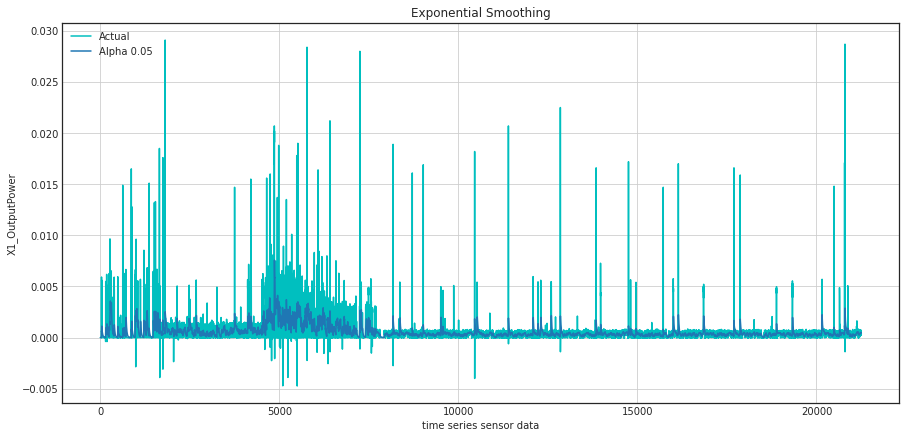 Exponential Smoothing
Actual
Alpha 0.05
X1_OutputPower
0.030
0.025
0.020
0.015
0.010
0.005
0.000
−0.005
0 5000 10000 15000 20000
time series sensor data